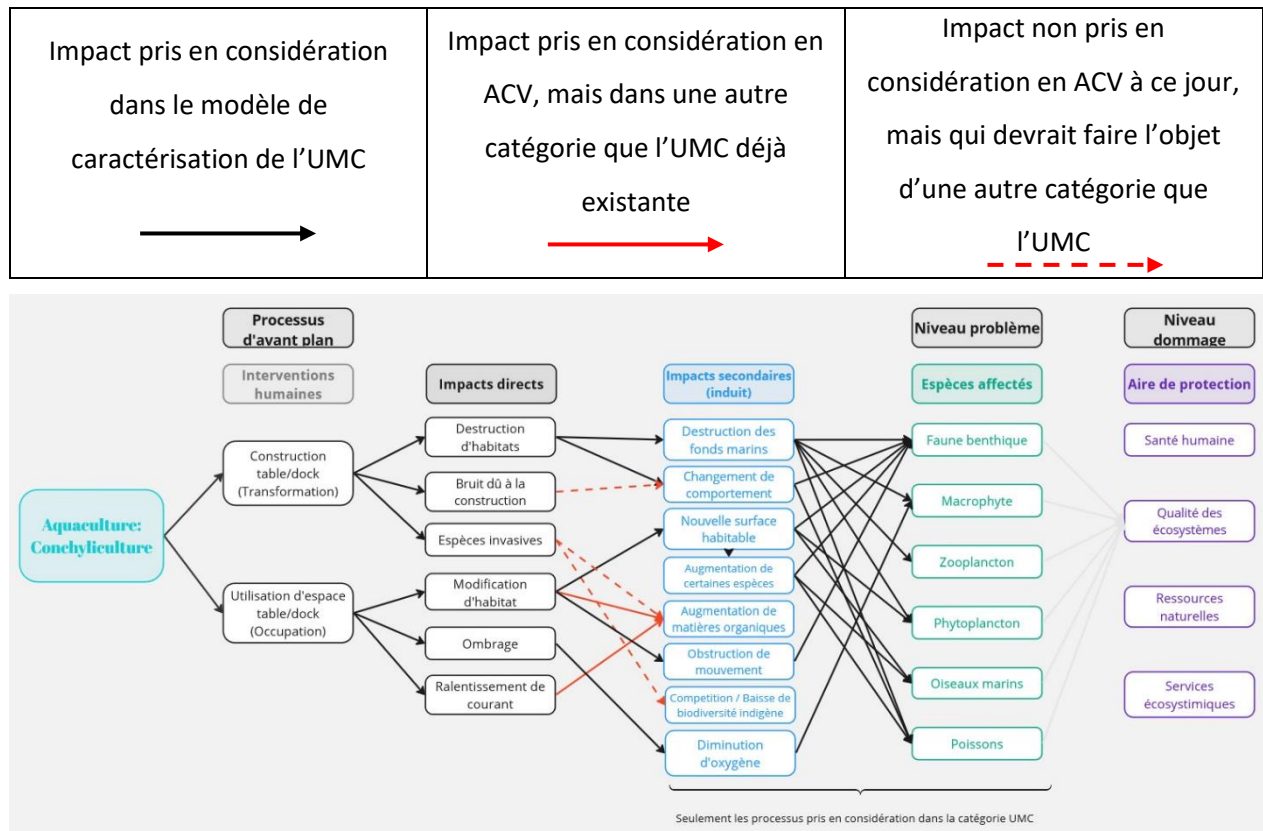 Impact pris en considération
dans le modèle de
caractérisation de l'UMC
Impact pris en considération en
ACV, mais dans une autre
catégorie que l'UMC déjà
existante
Impact non pris en
considération en ACV à ce jour,
mais qui devrait faire l'objet
d'une autre catégorie que
l'UMC
Processus
d'avant plan
Niveau problème
Niveau
dommage
Interventions
humaines
Impacts directs
Impacts secondaires
(induit)
Espèces affectés
Aire de protection
Aquaculture:
Conchyliculture
Construction
table/dock
(Transformation)
Utilisation d'espace
table/dock
(Occupation)
Destruction
d'habitats
Bruit dû à la
construction
Espèces invasives
Modification
d'habitat
Ombrage
Ralentissement de
courant
Destruction des
fonds marins
Changement de
comportement
Nouvelle surface
habitable
Augmentation de
certaines espèces
Augmentation de
matières organiques
Obstruction de
mouvement
Competition / Baisse de
biodiversité indigène
Diminution
d'oxygène
Faune benthique
Macrophyte
Zooplancton
Phytoplancton
Oiseaux marins
Poissons
Santé humaine
Qualité des
écosystèmes
Ressources
naturelles
Services
écosystimiques
Seulement les processus pris en considération dans la catégorie UMC